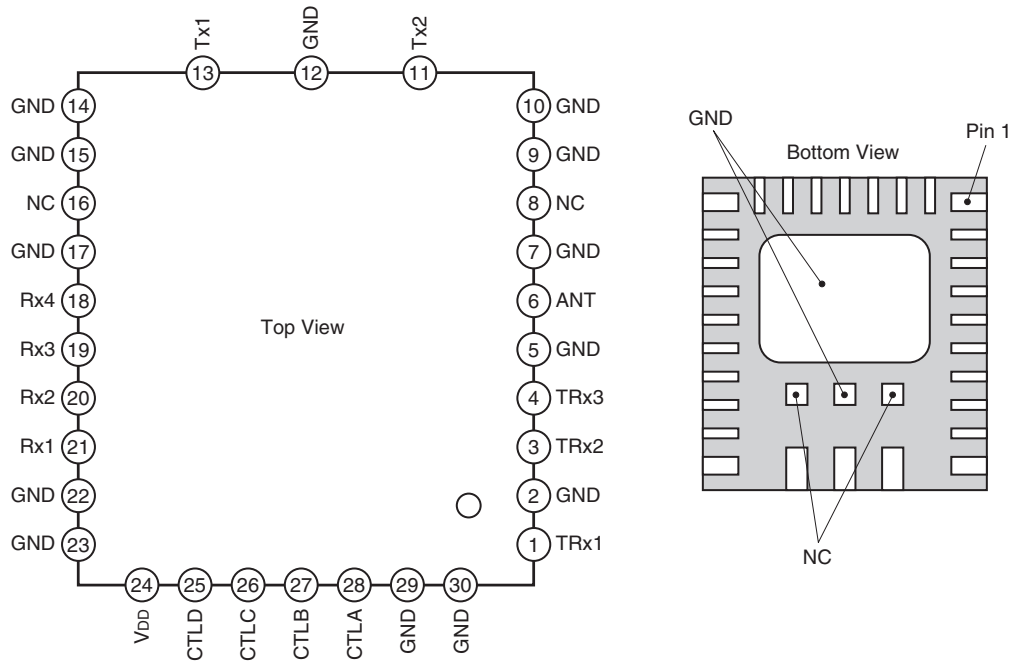 Tx1
GND
Tx2
13
12
11
GND 14
10 GND
GND 15
9 GND
NC 16
8 NC
GND 17
7 GND
Rx4 18
6 ANT
Top View
Rx3 19
5 GND
Rx2 20
4 TRx3
Rx1 21
3 TRx2
GND 22
2 GND
GND 23
1 TRx1
24
25
26
27
28
29
30
VDD
CTLD
CTLC
CTLB
CTLA
GND
GND
GND
Pin 1
Bottom View
NC